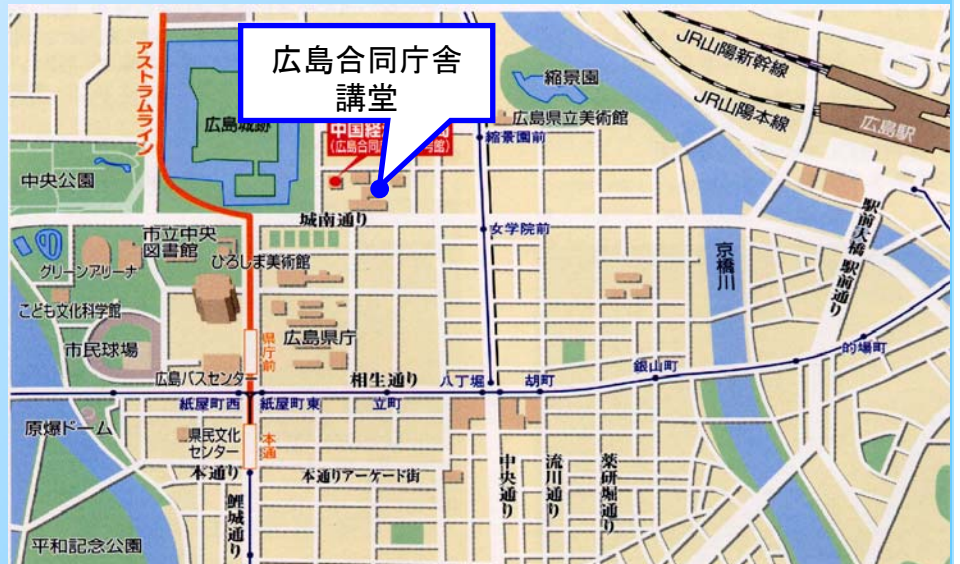 広島合同庁舎
講堂
アストラムライン
JR山陽新幹線
JR山陽本線
広島駅
縮景園
広島県立美術館
縮景園前
広島城跡
中国経
(広島合同
号館)
中央公園
城南通り
女学院前
市立中央
図書館
ひろしま美術館
グリーンアリーナ
こども文化科学館
京橋川
駅前大橋
駅前通り
市民球場
県庁前
広島県庁
的場町
広島バスセンター
相生通り
八丁堀
胡町
銀山町
紙屋町西
紙屋町東
立町
原爆ドーム
県民文化
センター
本通
本通り
本通りアーケード街
中央通り
流川通り
薬研堀通り
鯉城通り
平和記念公園